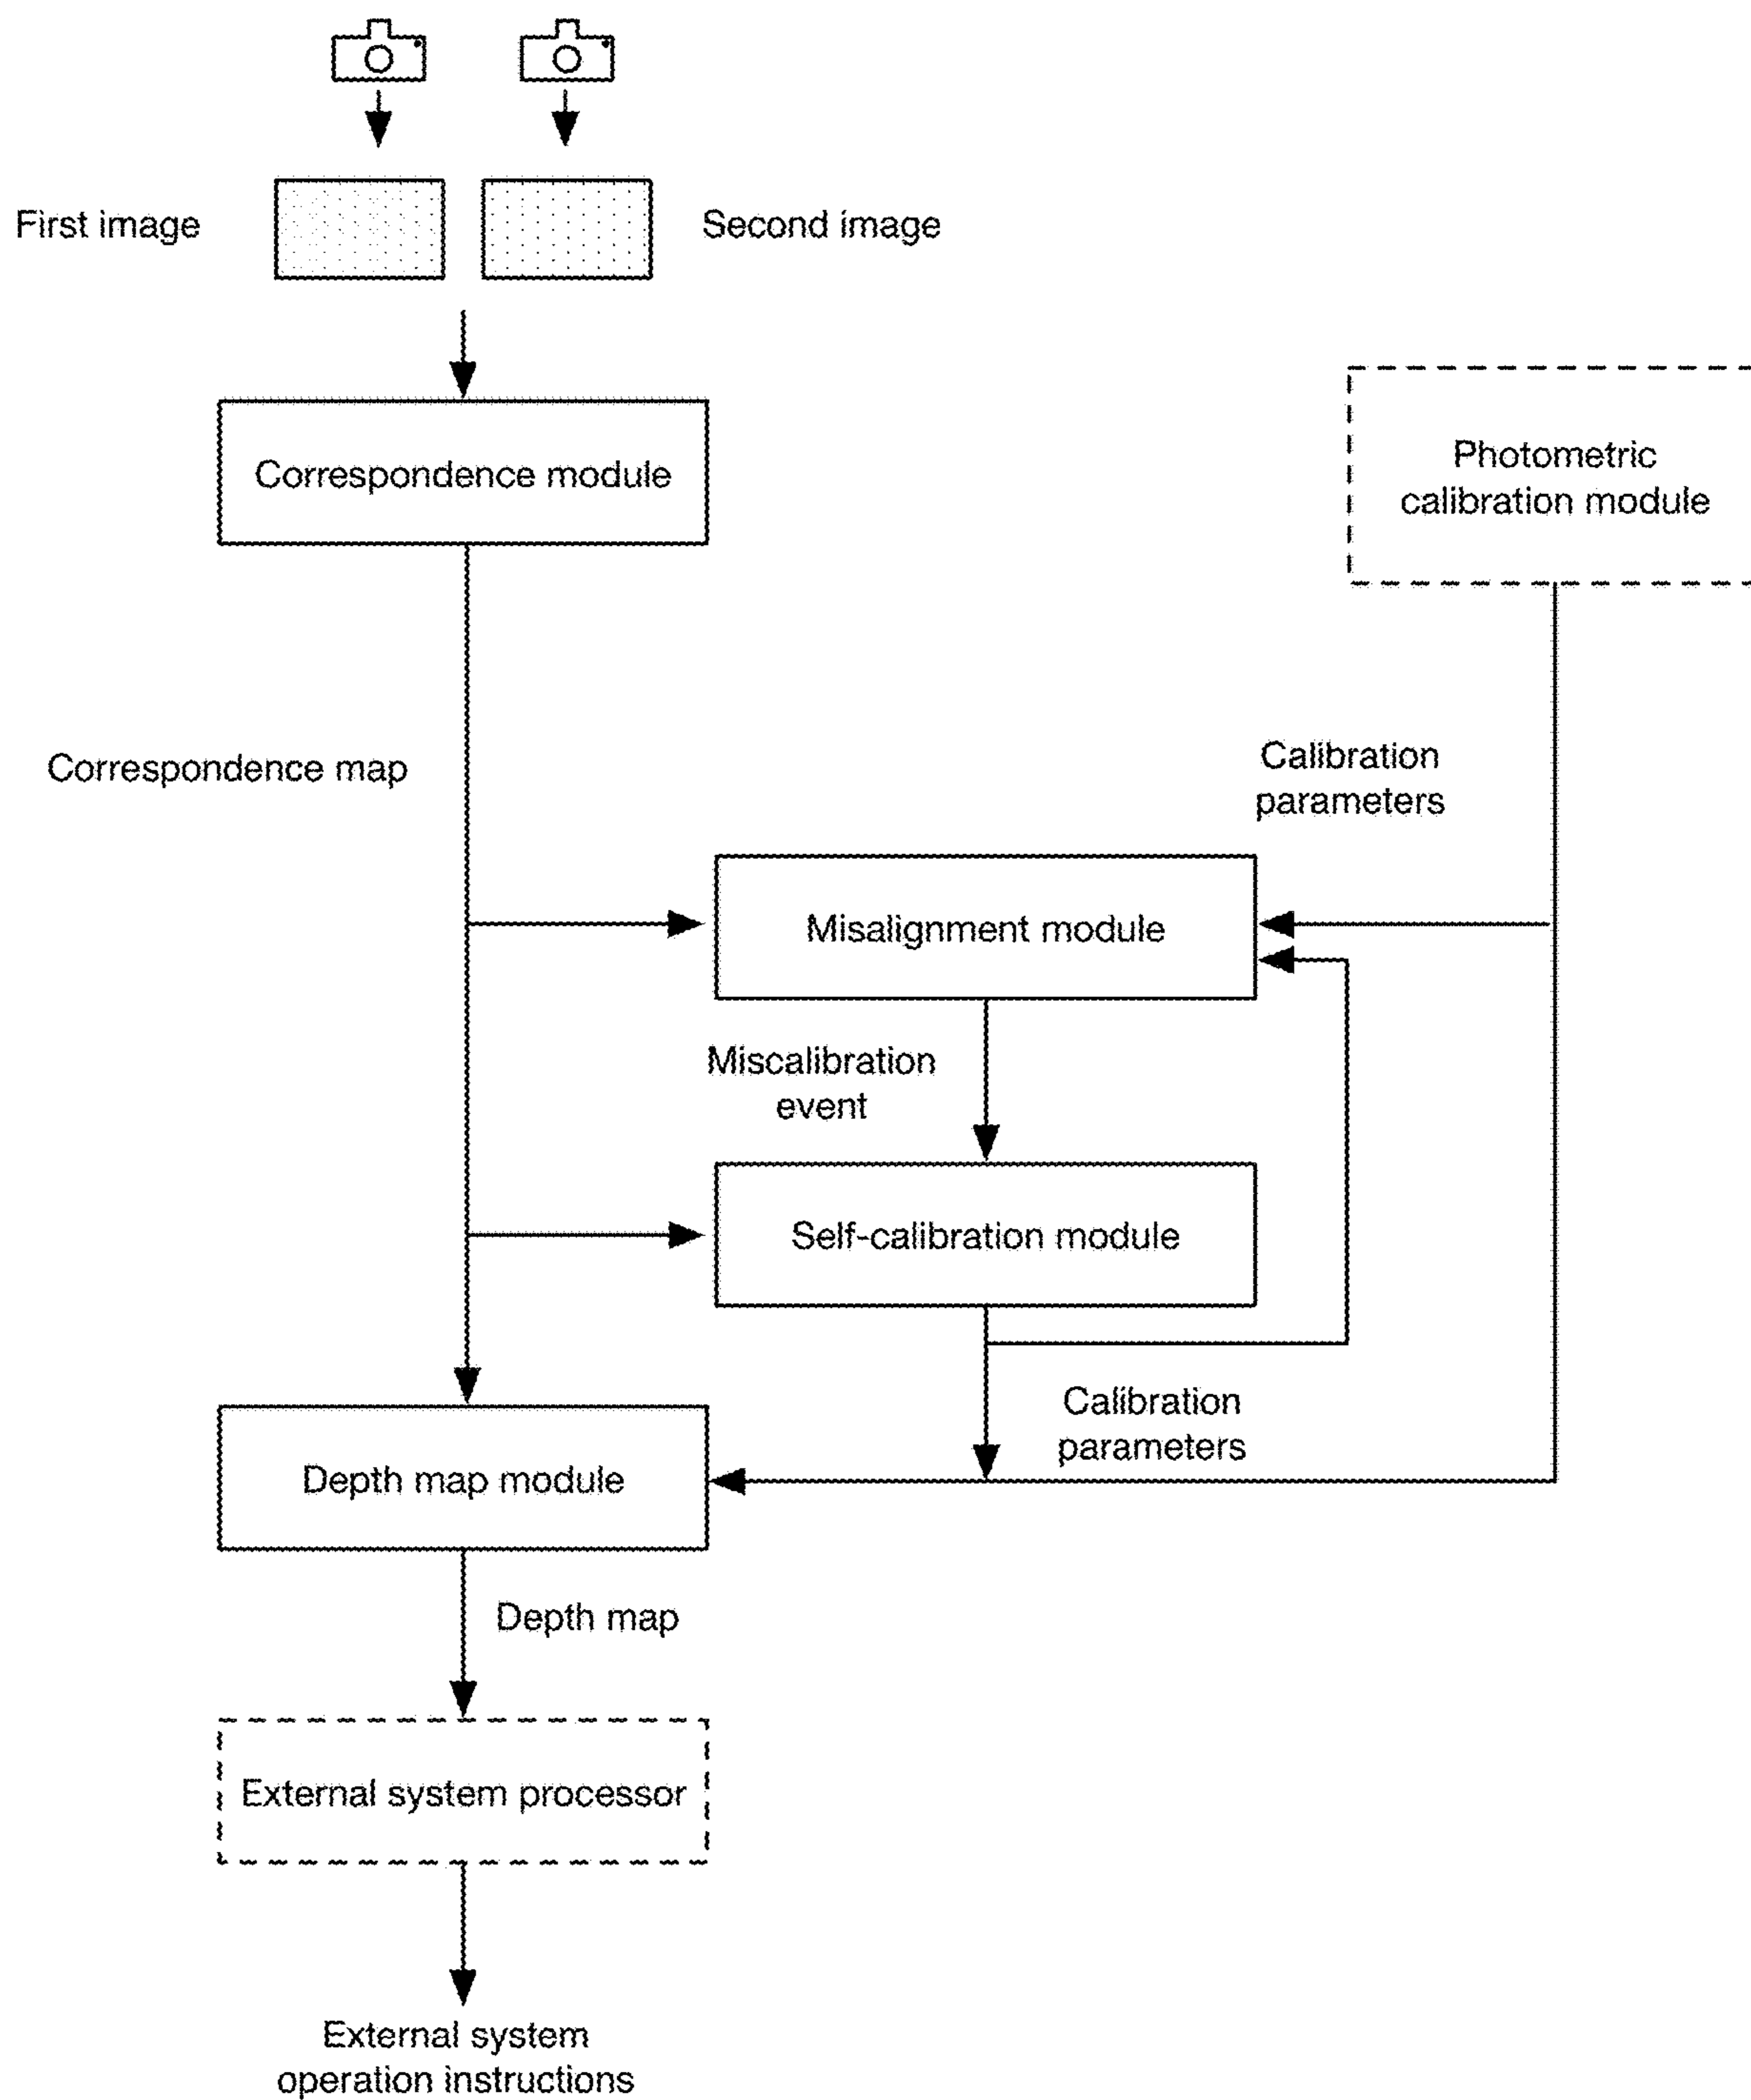 First image
Second image
Correspondence module
Photometric
calibration module
Correspondence map
Calibration
parameters
Misalignment module
Miscalibration
event
Self-calibration module
Calibration
parameters
Depth map module
Depth map
External system processor
External system
operation instructions